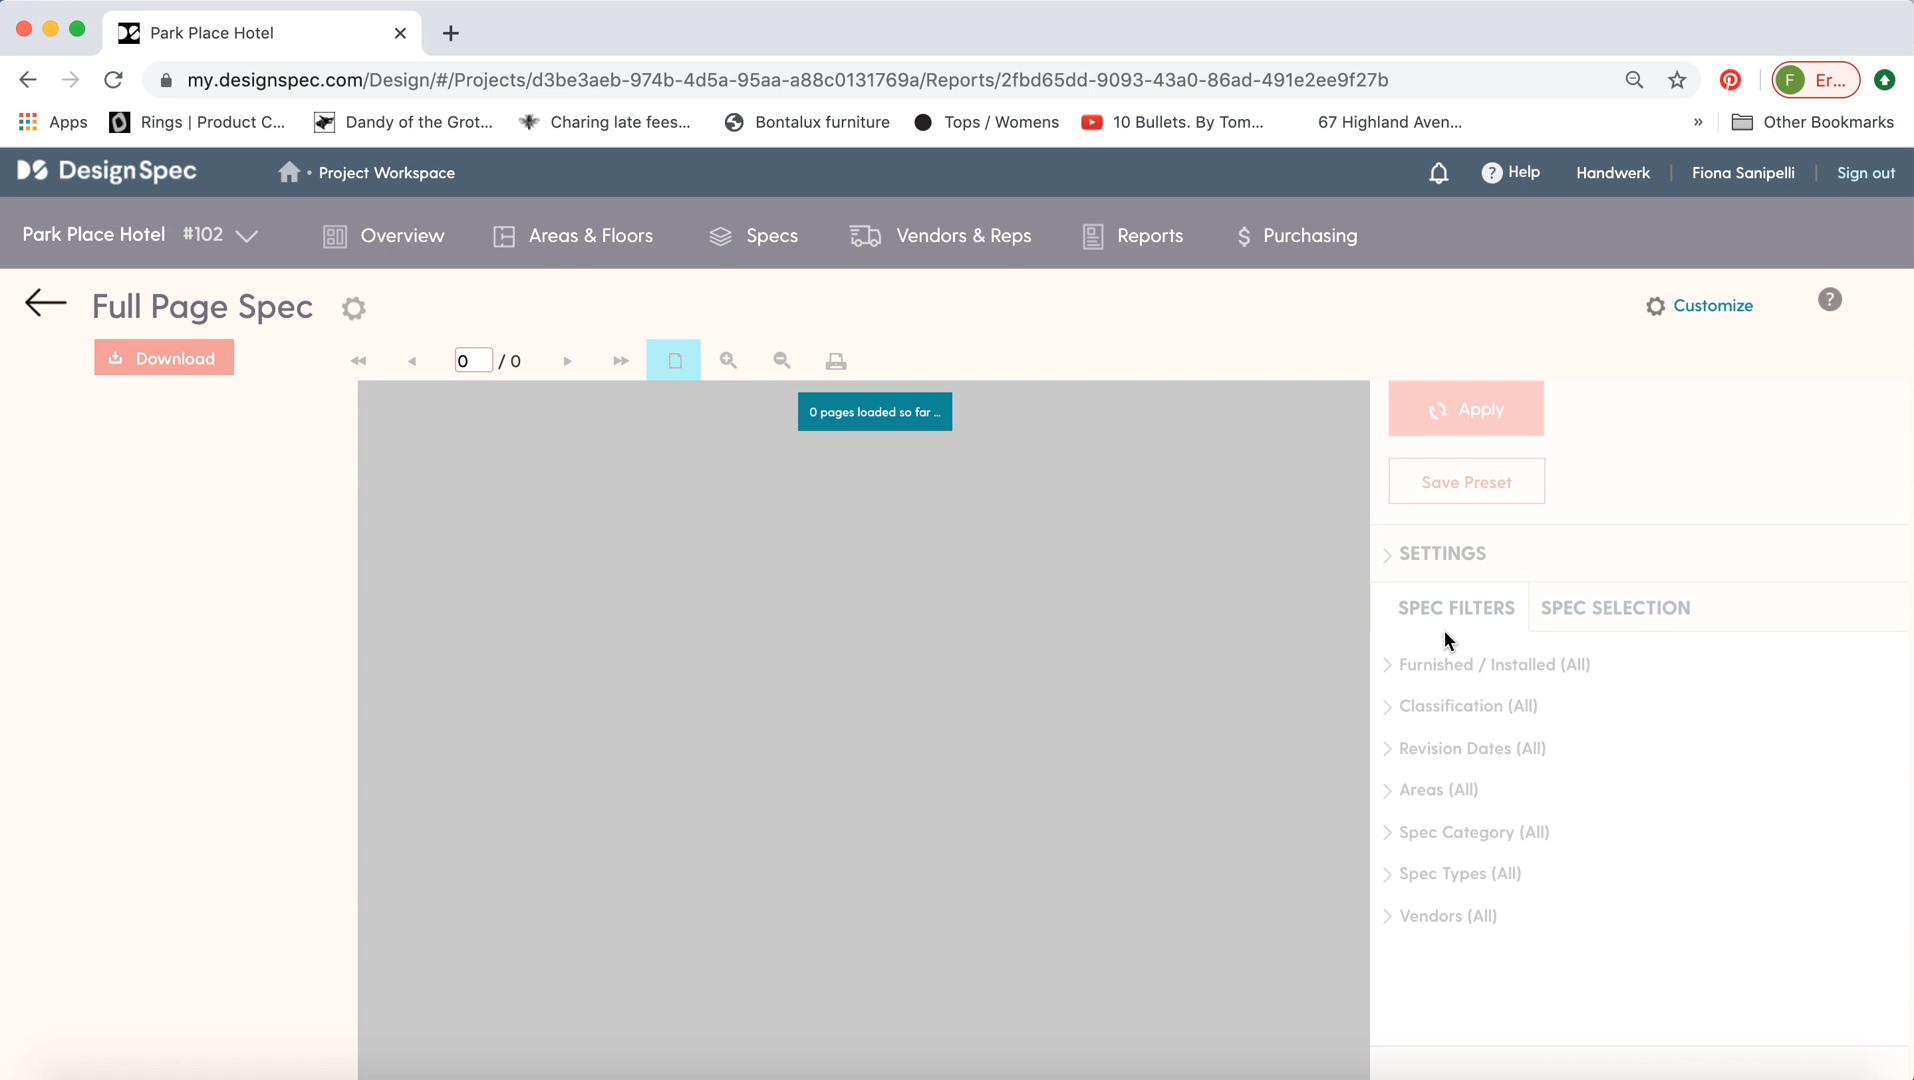 Park Place Hotel
my.designspec.com/Design/#/Projects/d3be3aeb-974b-4d5a-95aa-a88c0131769a/Reports/2fbd65dd-9093-43a0-86ad-491e2ee9f27b
F Er...
Apps Rings | Product C... Dandy of the Grot... Charing late fees... Bontalux furniture Tops / Womens 10 Bullets. By Tom... 67 Highland Aven... » Other Bookmarks
DS DesignSpec • Project Workspace ? Help Handwerk | Fiona Sanipelli | Sign out
Park Place Hotel #102 Overview Areas & Floors Specs Vendors & Reps Reports $ Purchasing
Full Page Spec Customize ?
Download 0 / 0
0 pages loaded so far ...
Apply
Save Preset
SETTINGS
SPEC FILTERS SPEC SELECTION
Furnished / Installed (All)
Classification (All)
Revision Dates (All)
Areas (All)
Spec Category (All)
Spec Types (All)
Vendors (All)